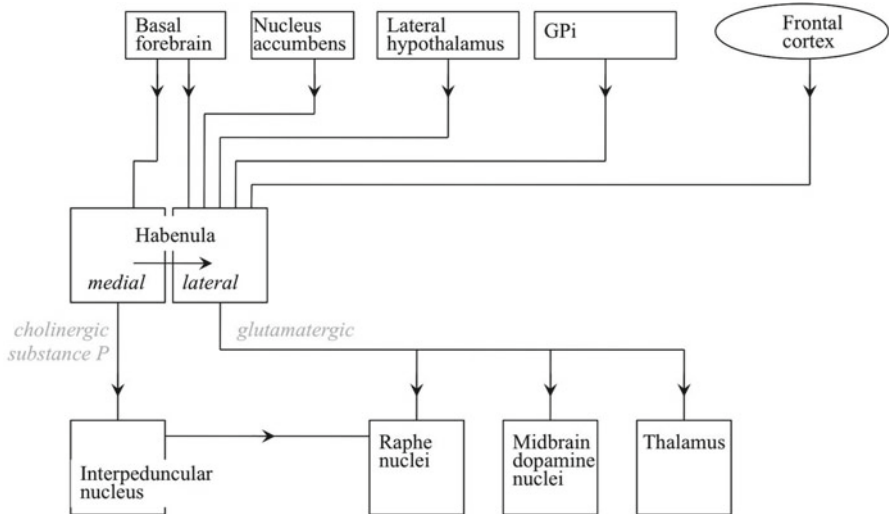 Basal
forebrain
Nucleus
accumbens
Lateral
hypothalamus
GPi
Frontal
cortex
Habenula
medial
lateral
cholinergic
substance P
glutamatergic
Interpeduncular
nucleus
Raphe
nuclei
Midbrain
dopamine
nuclei
Thalamus